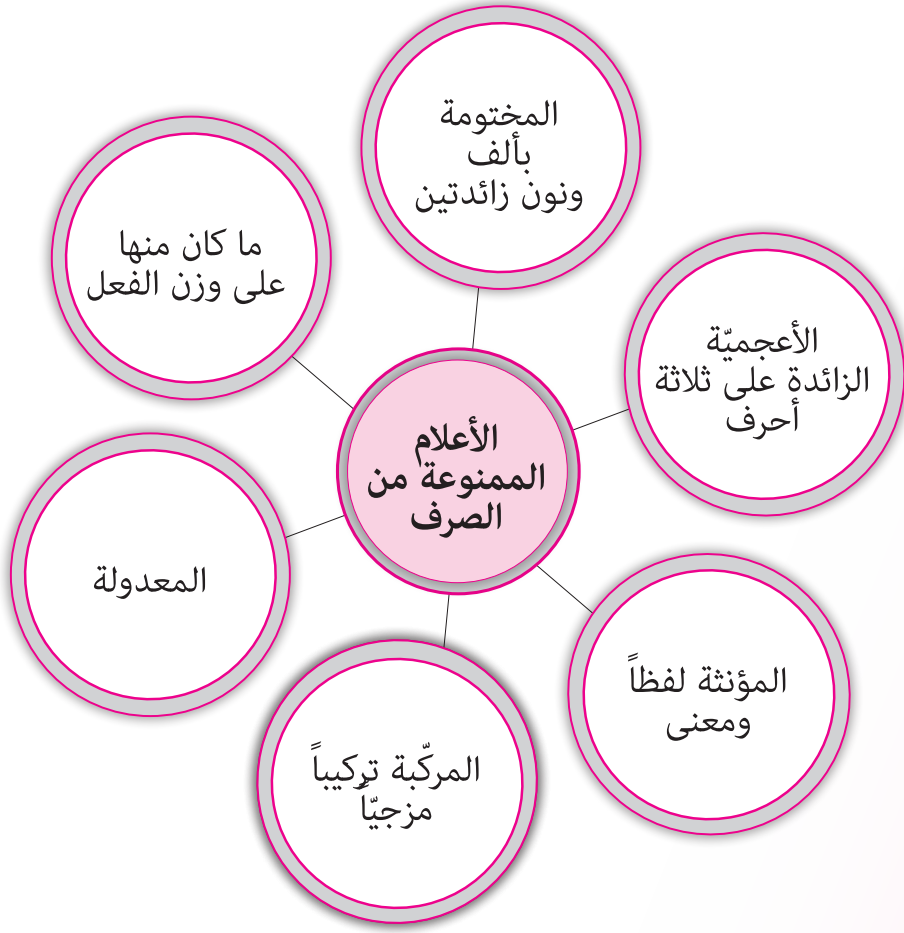 المختومة
بألف
ونون زائدتين
ما كان منها
على وزن الفعل
الأعجميّة
الزائدة على ثلاثة
أحرف
الأعلام
الممنوعة من
الصرف
المعدولة
المؤنثة لفظاً
ومعنى
المركّبة تركيباً
مزجيّاً